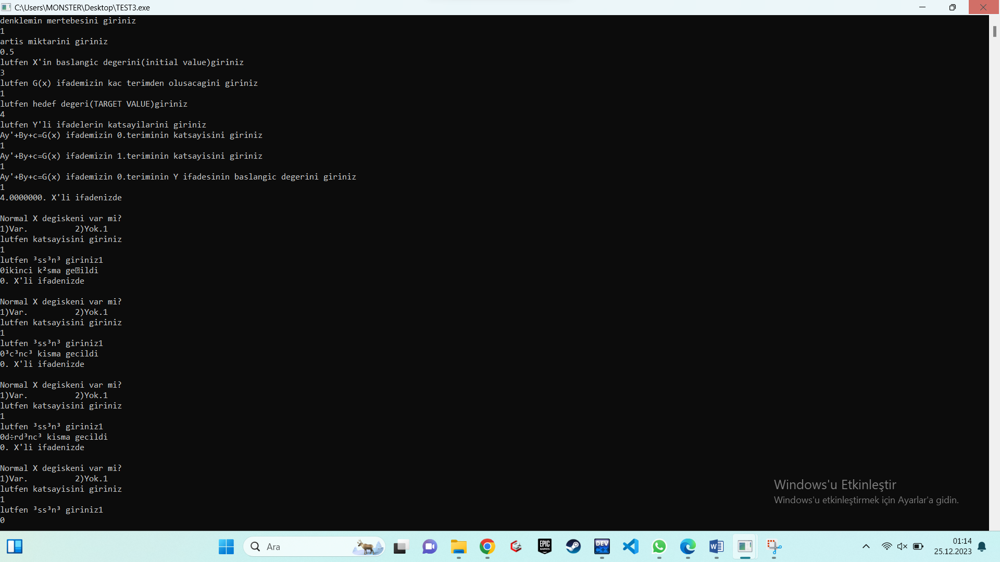 C:\Users\MONSTER\Desktop\TEST3.exe
denklemin mertebesini giriniz
1
artis miktarini giriniz
0.5
lutfen X'in baslangic degerini(initial value)giriniz
3
lutfen G(x) ifademizin kac terimden olusacagini giriniz
1
lutfen hedef degeri(TARGET VALUE)giriniz
4
lutfen Y'li ifadelerin katsayilarini giriniz
Ay'+By+c=G(x) ifademizin 0.teriminin katsayisini giriniz
1
Ay'+By+c=G(x) ifademizin 1.teriminin katsayisini giriniz
1
Ay'+By+c=G(x) ifademizin 0.teriminin Y ifadesinin baslangic degerini giriniz
1
4.0000000. X'li ifadenizde
Normal X degiskeni var mi?
1)Var.          2)Yok.1
lutfen katsayisini giriniz
1
lutfen ³ss³n³ giriniz1
0ikinci k²sma ge�ildi
0. X'li ifadenizde
Normal X degiskeni var mi?
1)Var.          2)Yok.1
lutfen katsayisini giriniz
1
lutfen ³ss³n³ giriniz1
0³c³nc³ kisma gecildi
0. X'li ifadenizde
Normal X degiskeni var mi?
1)Var.          2)Yok.1
lutfen katsayisini giriniz
1
lutfen ³ss³n³ giriniz1
0d÷rd³nc³ kisma gecildi
0. X'li ifadenizde
Normal X degiskeni var mi?
1)Var.          2)Yok.1
lutfen katsayisini giriniz
1
lutfen ³ss³n³ giriniz1
0
Windows'u Etkinleştir
Windows'u etkinleştirmek için Ayarlar'a gidin.
Ara
EPIC GAMES
DEV C++
01:14
25.12.2023